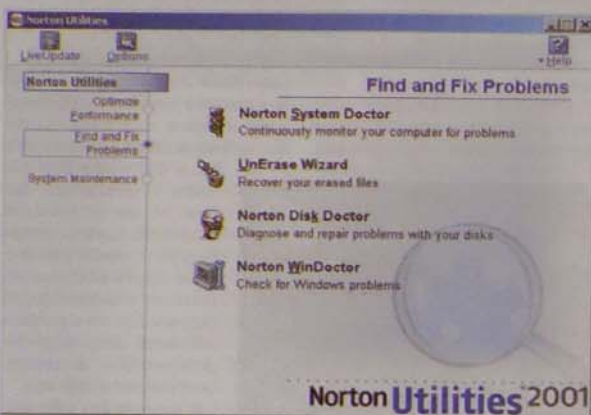 Norton Utilities
LiveUpdate Options
Help
Norton Utilities
Optimize
Performance
Find and Fix
Problems
System Maintenance
Find and Fix Problems
Norton System Doctor
Continuously monitor your computer for problems
UnErase Wizard
Recover your erased files
Norton Disk Doctor
Diagnose and repair problems with your disks
Norton WinDoctor
Check for Windows problems
Norton Utilities 2001